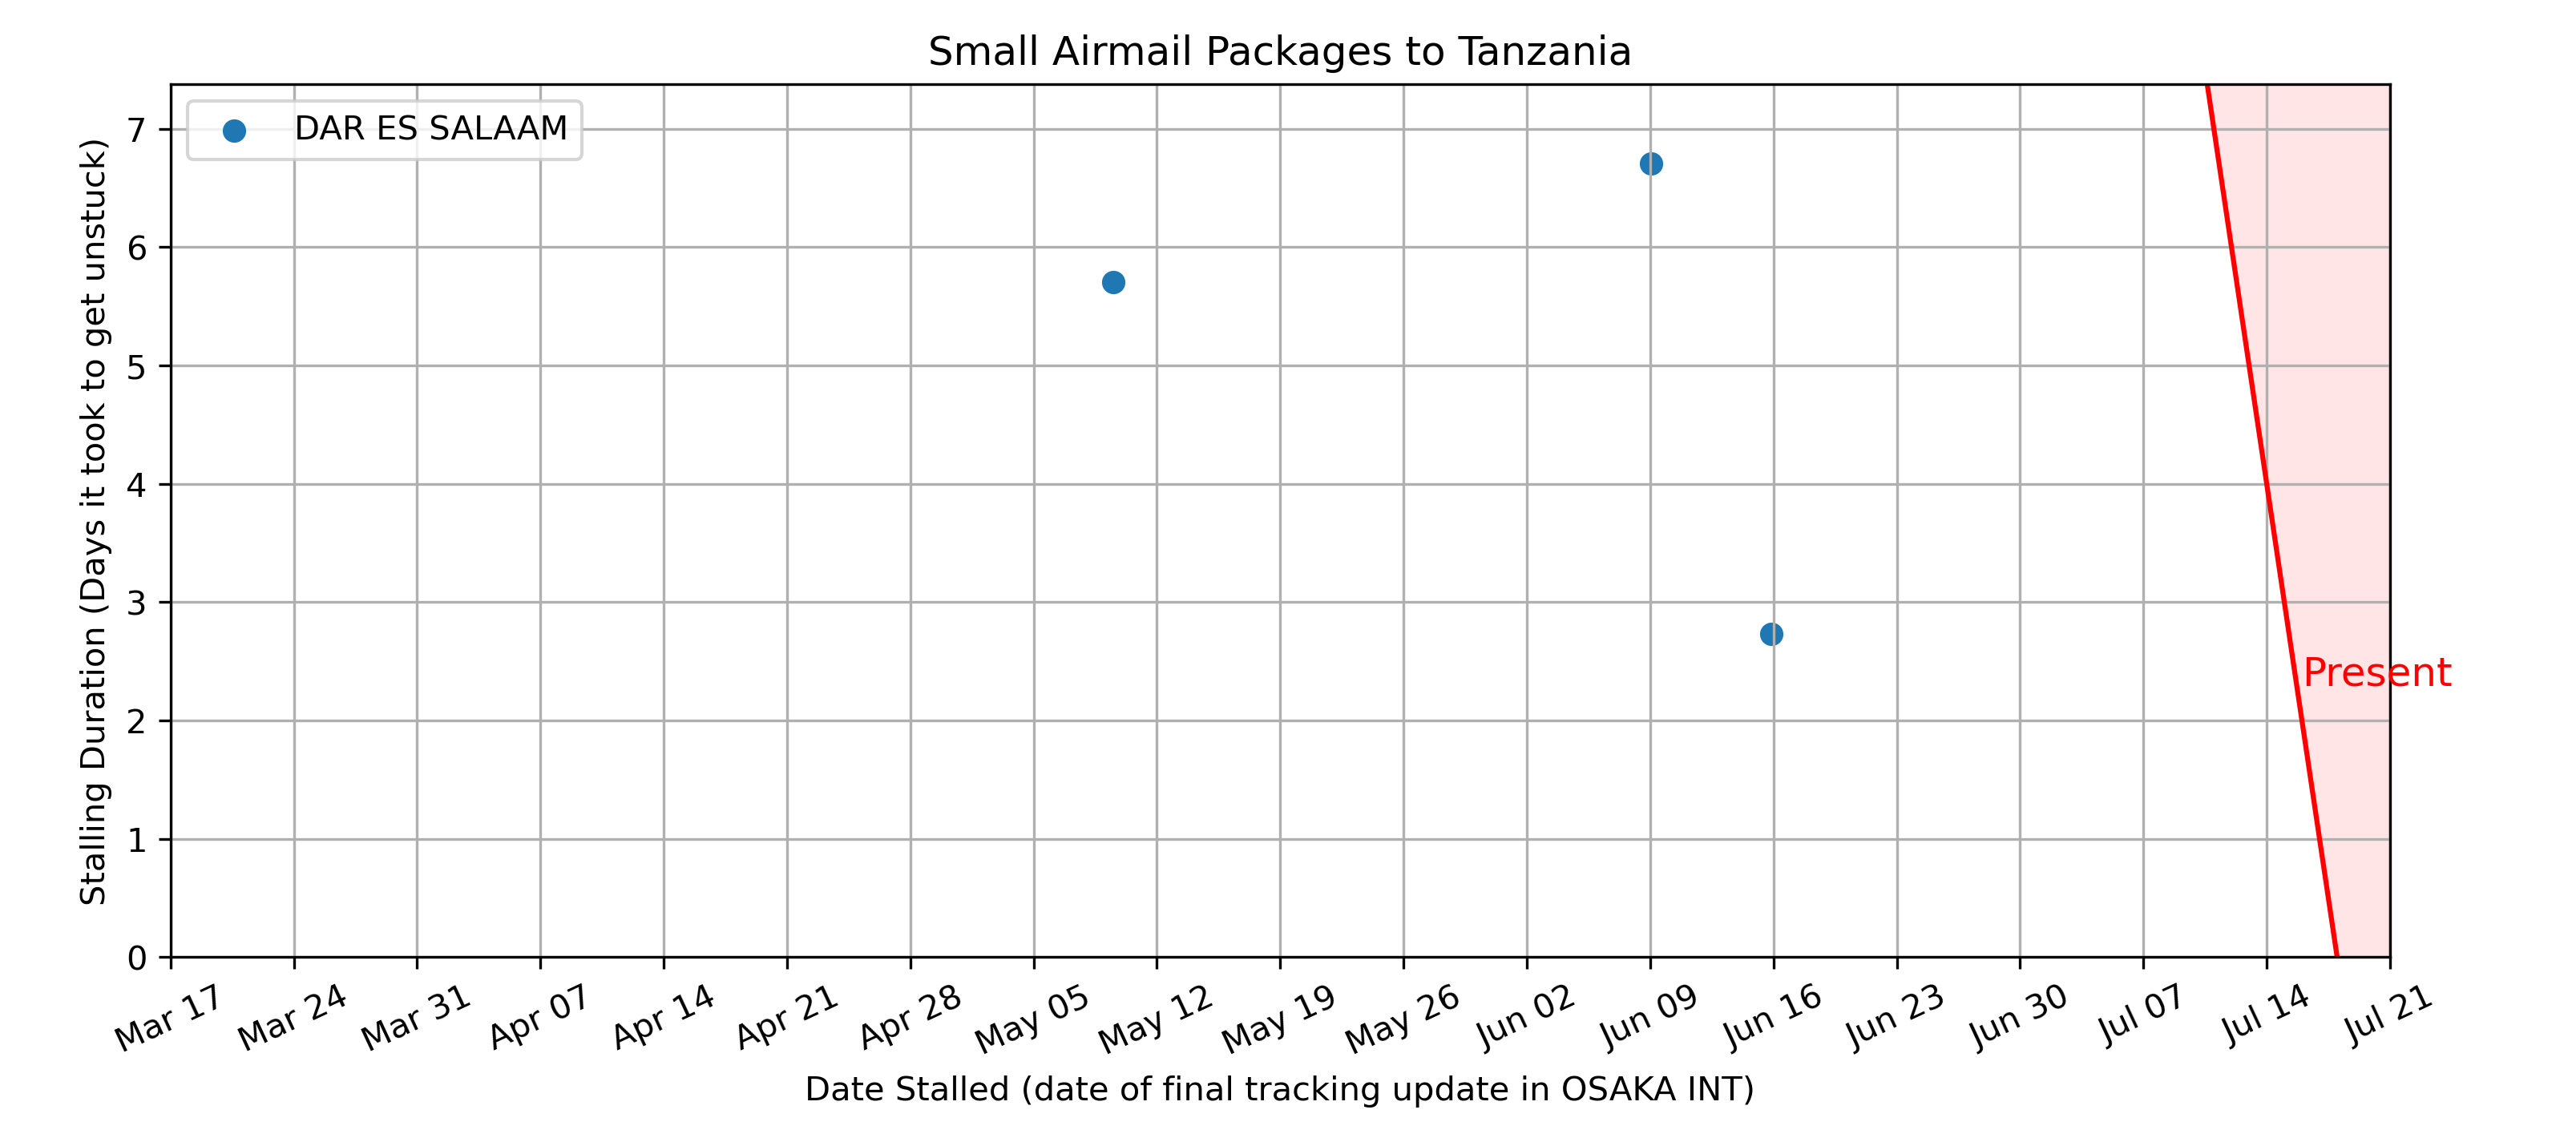 Small Airmail Packages to Tanzania
DAR ES SALAAM
Stalling Duration (Days it took to get unstuck)
7
6
5
4
3
2
1
0
Present
Mar 17
Mar 24
Mar 31
Apr 07
Apr 14
Apr 21
Apr 28
May 05
May 12
May 19
May 26
Jun 02
Jun 09
Jun 16
Jun 23
Jun 30
Jul 07
Jul 14
Jul 21
Date Stalled (date of final tracking update in OSAKA INT)